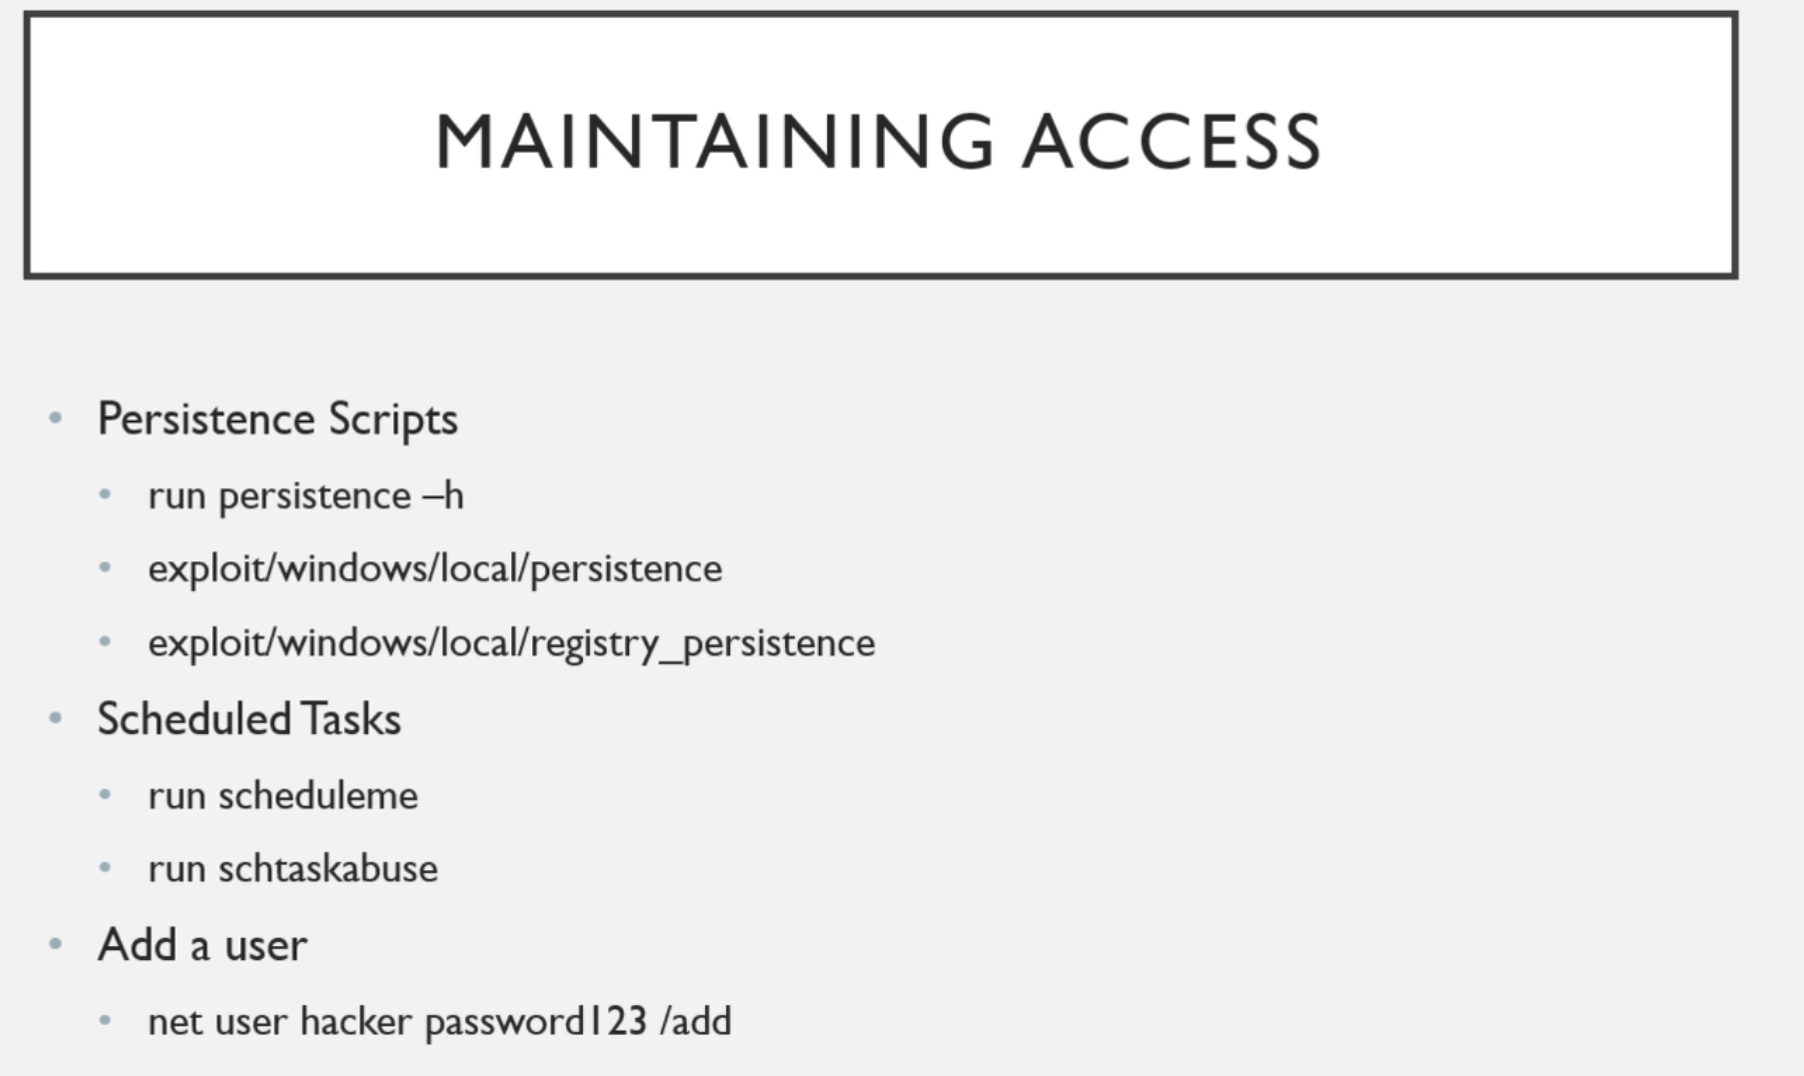 MAINTAINING ACCESS
• Persistence Scripts
• run persistence –h
• exploit/windows/local/persistence
• exploit/windows/local/registry_persistence
• Scheduled Tasks
• run scheduleme
• run schtaskabuse
• Add a user
• net user hacker password123 /add